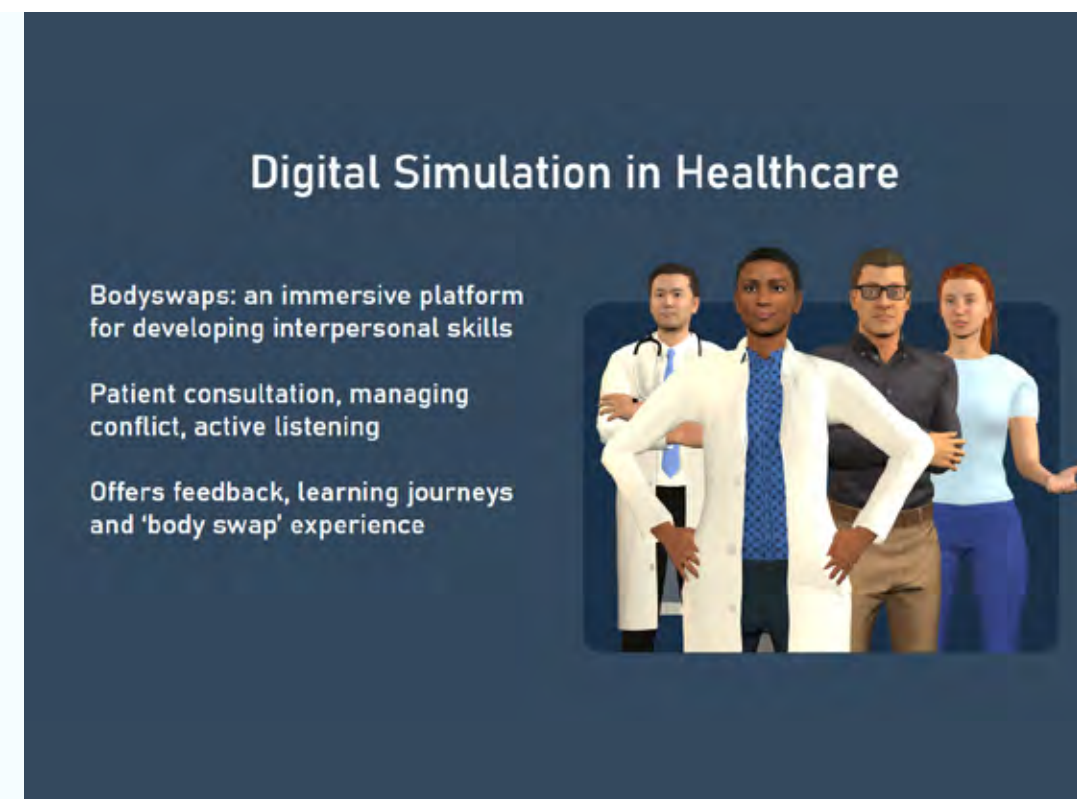 Digital Simulation in Healthcare
Bodyswaps: an immersive platform
for developing interpersonal skills
Patient consultation, managing
conflict, active listening
Offers feedback, learning journeys
and ‘body swap’ experience